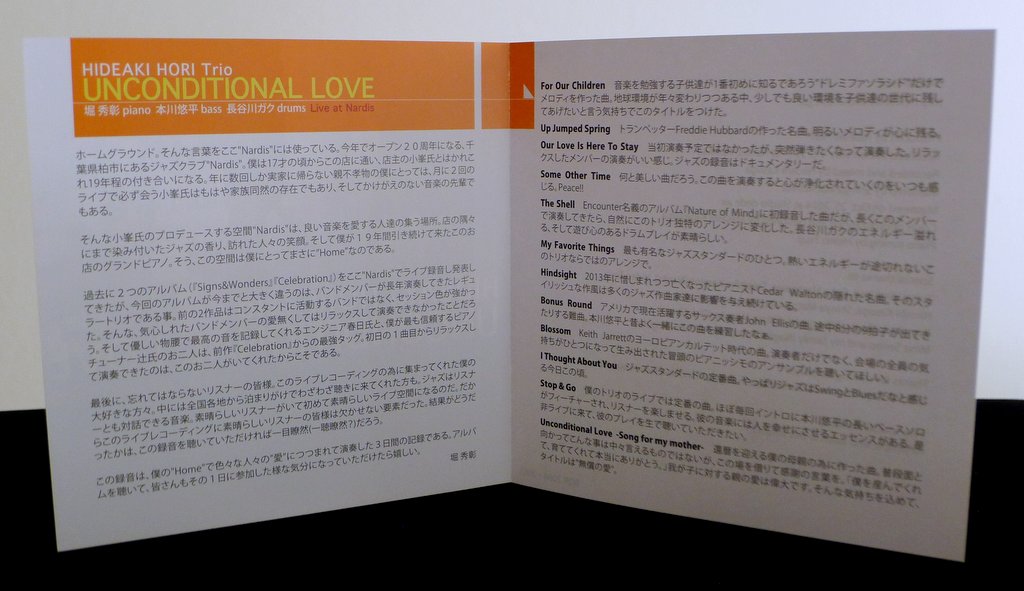 HIDEAKI HORI Trio
UNCONDITIONAL LOVE
堀 秀彰 piano 本川悠平 bass 長谷川ガク drums Live at Nardis
ホームグラウンド。そんな言葉をここ"Nardis"には使っている。今年でオープン20周年になる、千
葉県柏市にあるジャズクラブ"Nardis"。僕は17才の頃からこの店に通い、店主の小峯氏とはかれこ
れ19年程の付き合いになる。年に数回しか実家に帰らない親不孝物の僕にとっては、月に2回の
ライブで必ず会う小峯氏はもはや家族同然の存在でもあり、そしてかけがえのない音楽の先輩で
もある。
そんな小峯氏のプロデュースする空間"Nardis"は、良い音楽を愛する人達の集う場所。店の隅々
にまで染み付いたジャズの香り、訪れた人々の笑顔。そして僕が19年間引き続けて来たこのお
店のグランドピアノ。そう、この空間は僕にとってまさに"Home"なのである。
過去に2つのアルバム(『Signs&Wonders』『Celebration』)をここ"Nardis"でライブ録音し発表し
てきたが、今回のアルバムが今までと大きく違うのは、バンドメンバーが長年演奏してきたレギュ
ラートリオである事。前の2作品はコンスタントに活動するバンドではなく、セッション色が強かっ
た。そんな、気心しれたバンドメンバーの愛無くしてはリラックスして演奏できなかったことだろ
う。そして優しい物腰で最高の音を記録してくれるエンジニア春日氏と、僕が最も信頼するピアノ
チューナー辻氏のお二人は、前作『Celebration』からの最強タッグ。初日の1曲目からリラックスし
て演奏できたのは、このお二人がいてくれたからこそである。
最後に、忘れてはならないリスナーの皆様。このライブレコーディングの為に集まってくれた僕の
大好きな方々。中には全国各地から泊まりがけでわざわざ聴きに来てくれた方も。ジャズはリスナ
ーとも対話できる音楽。素晴らしいリスナーがいて初めて素晴らしいライブ空間になるのだ。だか
らこのライブレコーディングに素晴らしいリスナーの皆様は欠かせない要素だった。結果がどうだ
ったかは、この録音を聴いていただければ一目瞭然(一聴瞭然?)だろう。
この録音は、僕の"Home"で色々な人々の"愛"につつまれて演奏した3日間の記録である。アルバ
ムを聴いて、皆さんもその1日に参加した様な気分になっていただけたら嬉しい。
堀 秀彰
For Our Children 音楽を勉強する子供達が1番初めに知るであろう"ドレミファソラシド"だけで
メロディを作った曲。地球環境が年々変わりつつある中、少しでも良い環境を子供達の世代に残し
てあげたいと言う気持ちでこのタイトルをつけた。
Up Jumped Spring トランペッターFreddie Hubbardの作った名曲。明るいメロディが心に残る。
Our Love Is Here To Stay 当初演奏予定ではなかったが、突然弾きたくなって演奏した。リラッ
クスしたメンバーの演奏がいい感じ。ジャズの録音はドキュメンタリーだ。
Some Other Time 何と美しい曲だろう。この曲を演奏すると心が浄化されていくのをいつも感
じる。Peace!!
The Shell Encounter名義のアルバム『Nature of Mind』に初録音した曲だが、長くこのメンバー
で演奏してきたら、自然にこのトリオ独特のアレンジに変化した。長谷川ガクのエネルギー溢れ
る、そして遊び心のあるドラムプレイが素晴らしい。
My Favorite Things 最も有名なジャズスタンダードのひとつ。熱いエネルギーが途切れないこ
のトリオならではのアレンジで。
Hindsight 2013年に惜しまれつつ亡くなったピアニストCedar Waltonの隠れた名曲。そのスタ
イリッシュな作風は多くのジャズ作曲家達に影響を与え続けている。
Bonus Round アメリカで現在活躍するサックス奏者John Ellisの曲。途中8分の9拍子が出てき
たりする難曲。本川悠平と昔よく一緒にこの曲を練習したなぁ。
Blossom Keith Jarrettのヨーロピアンカルテット時代の曲。演奏者だけでなく、会場の全員の気
持ちがひとつになって生み出された冒頭のピアニッシモのアンサンブルを聴いてほしい。
I Thought About You ジャズスタンダードの定番曲。やっぱりジャズはSwingとBluesだなと感じ
る今日この頃。
Stop & Go 僕のトリオのライブでは定番の曲。ほぼ毎回イントロに本川悠平の長いベースソロ
がフィーチャーされ、リスナーを楽しませる。彼の音楽には人を幸せにさせるエッセンスがある。是
非ライブに来て、彼のプレイを生で聴いていただきたい。
Unconditional Love -Song for my mother- 還暦を迎える僕の母親の為に作った曲。普段面と
向かってこんな事は中々言えるものではないが、この場を借りて感謝の言葉を。「僕を産んでくれ
て、育ててくれて本当にありがとう。」我が子に対する親の愛は偉大です。そんな気持ちを込めて、
タイトルは"無償の愛"。